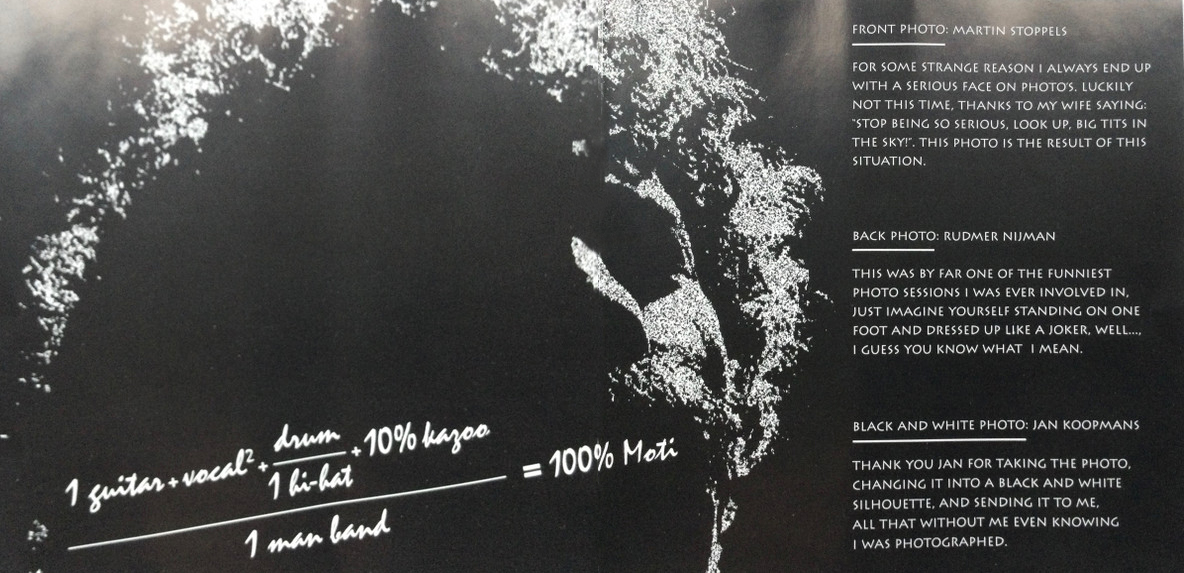 1 guitar + vocal² + drum / 1 hi-hat + 10% kazoo
1 man band
= 100% Moti
FRONT PHOTO: MARTIN STOPPELS
FOR SOME STRANGE REASON I ALWAYS END UP
WITH A SERIOUS FACE ON PHOTO'S. LUCKILY
NOT THIS TIME, THANKS TO MY WIFE SAYING:
"STOP BEING SO SERIOUS, LOOK UP, BIG TITS IN
THE SKY!". THIS PHOTO IS THE RESULT OF THIS
SITUATION.
BACK PHOTO: RUDMER NIJMAN
THIS WAS BY FAR ONE OF THE FUNNIEST
PHOTO SESSIONS I WAS EVER INVOLVED IN,
JUST IMAGINE YOURSELF STANDING ON ONE
FOOT AND DRESSED UP LIKE A JOKER, WELL...,
I GUESS YOU KNOW WHAT I MEAN.
BLACK AND WHITE PHOTO: JAN KOOPMANS
THANK YOU JAN FOR TAKING THE PHOTO,
CHANGING IT INTO A BLACK AND WHITE
SILHOUETTE, AND SENDING IT TO ME,
ALL THAT WITHOUT ME EVEN KNOWING
I WAS PHOTOGRAPHED.